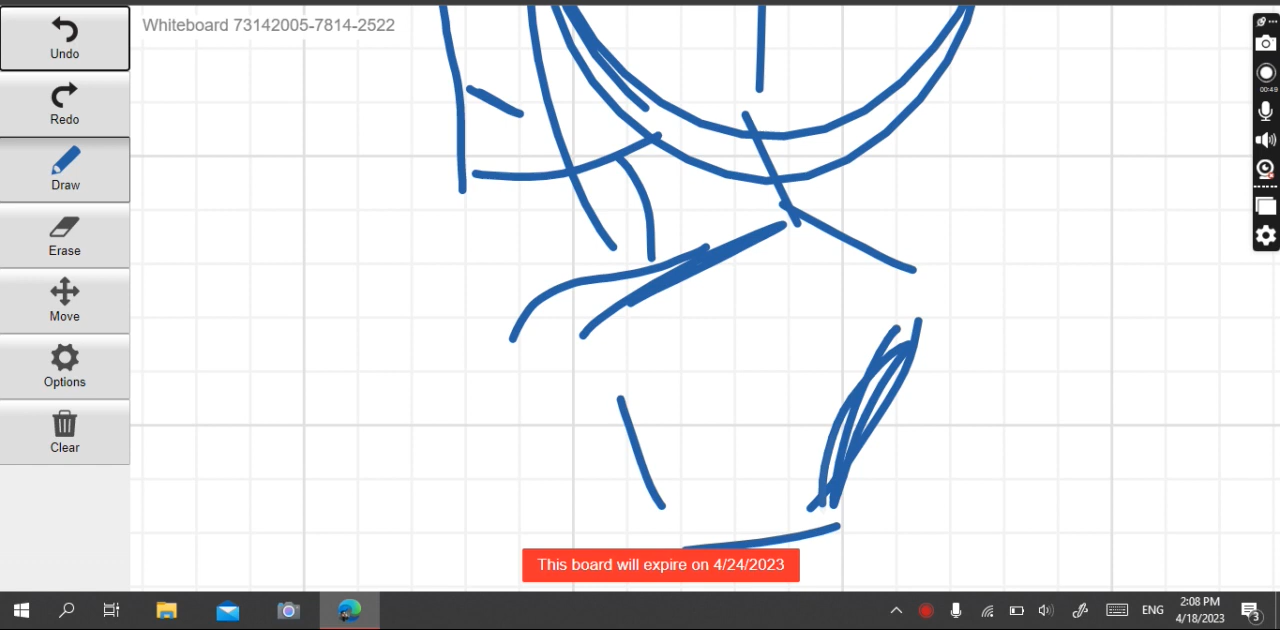 Whiteboard 73142005-7814-2522
Undo
Redo
Draw
Erase
Move
Options
Clear
00:49
This board will expire on 4/24/2023
ENG
2:08 PM
4/18/2023
3